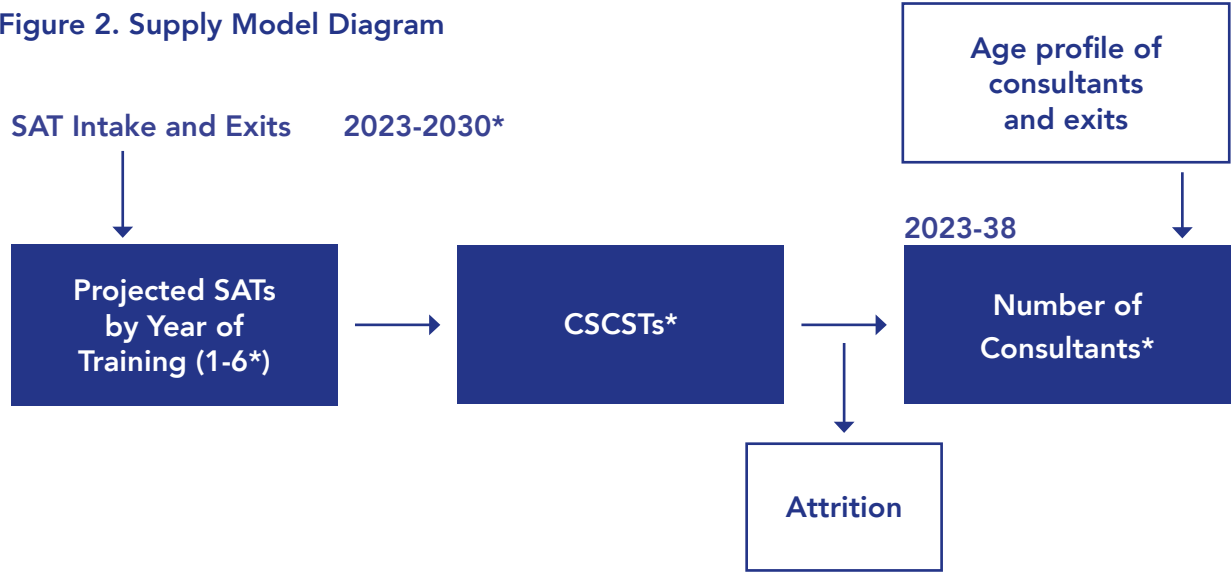 Figure 2. Supply Model Diagram
SAT Intake and Exits 2023-2030*
Projected SATs
by Year of
Training (1-6*)
CSCSTs*
Attrition
Age profile of
consultants
and exits
2023-38
Number of
Consultants*